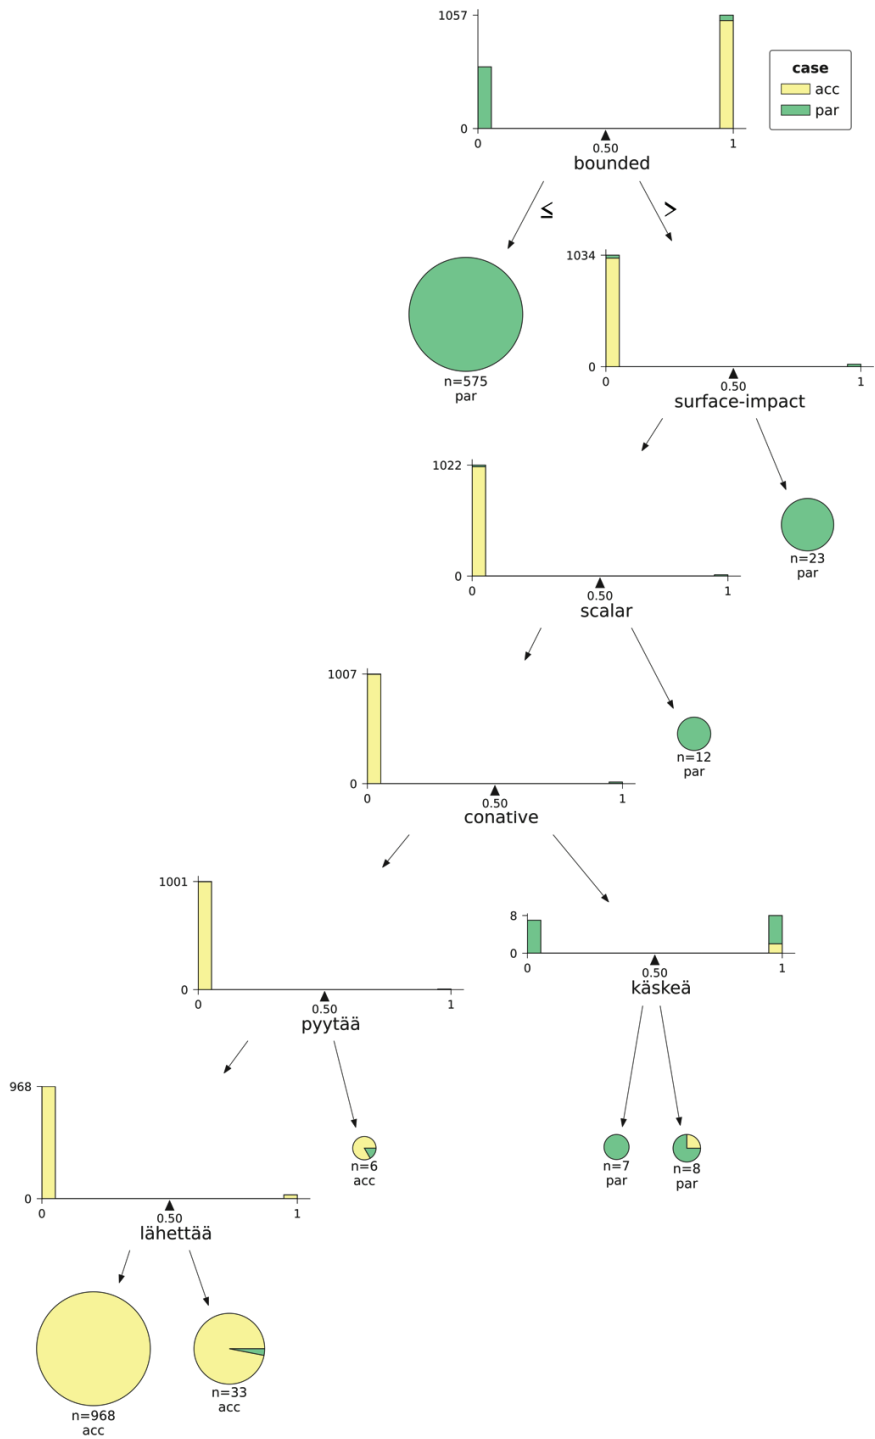 1057
case
acc
par
0
0
0.50
1
bounded
≤
>
1034
0
0
0.50
1
surface-impact
n=575
par
1022
0
0
0.50
1
scalar
n=23
par
1007
0
0
0.50
1
conative
n=12
par
1001
0
0
0.50
1
pyytää
8
0
0
0.50
1
käskeä
968
0
0
0.50
1
lähettää
n=6
acc
n=7
par
n=8
par
n=968
acc
n=33
acc